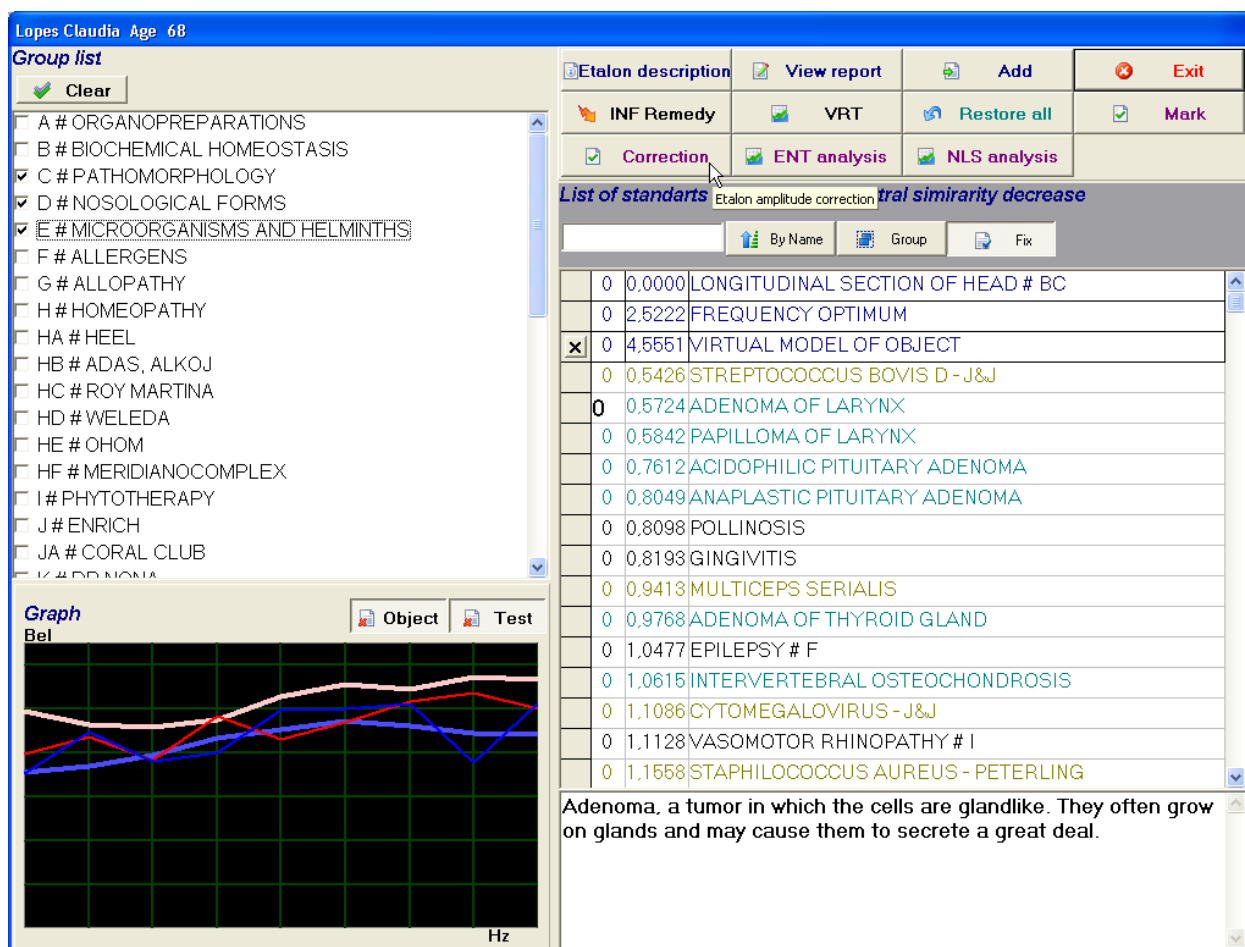 Lopes Claudia Age 68
Group list
Clear
A # ORGANOPREPARATIONS
B # BIOCHEMICAL HOMEOSTASIS
C # PATHOMORPHOLOGY
D # NOSOLOGICAL FORMS
E # MICROORGANISMS AND HELMINTHS
F # ALLERGENS
G # ALLOPATHY
H # HOMEOPATHY
HA # HEEL
HB # ADAS, ALKOJ
HC # ROY MARTINA
HD # WELEDA
HE # OHOM
HF # MERIDIANOCOMPLEX
I # PHYTOTHERAPY
J # ENRICH
JA # CORAL CLUB
K # DR NONA
Graph
Object
Test
Bel
Hz
Etalon description
View report
Add
Exit
INF Remedy
VRT
Restore all
Mark
Correction
ENT analysis
NLS analysis
List of standarts
Etalon amplitude correction
tral simirarity decrease
By Name
Group
Fix
0 0,0000 LONGITUDINAL SECTION OF HEAD # BC
0 2,5222 FREQUENCY OPTIMUM
x 0 4,5551 VIRTUAL MODEL OF OBJECT
0 0,5426 STREPTOCOCCUS BOVIS D - J&J
0 0,5724 ADENOMA OF LARYNX
0 0,5842 PAPILLOMA OF LARYNX
0 0,7612 ACIDOPHILIC PITUITARY ADENOMA
0 0,8049 ANAPLASTIC PITUITARY ADENOMA
0 0,8098 POLLINOSIS
0 0,8193 GINGIVITIS
0 0,9413 MULTICEPS SERIALIS
0 0,9768 ADENOMA OF THYROID GLAND
0 1,0477 EPILEPSY # F
0 1,0615 INTERVERTEBRAL OSTEOCHONDROSIS
0 1,1086 CYTOMEGALOVIRUS - J&J
0 1,1128 VASOMOTOR RHINOPATHY # I
0 1,1558 STAPHILOCOCCUS AUREUS - PETERLING
Adenoma, a tumor in which the cells are glandlike. They often grow
on glands and may cause them to secrete a great deal.